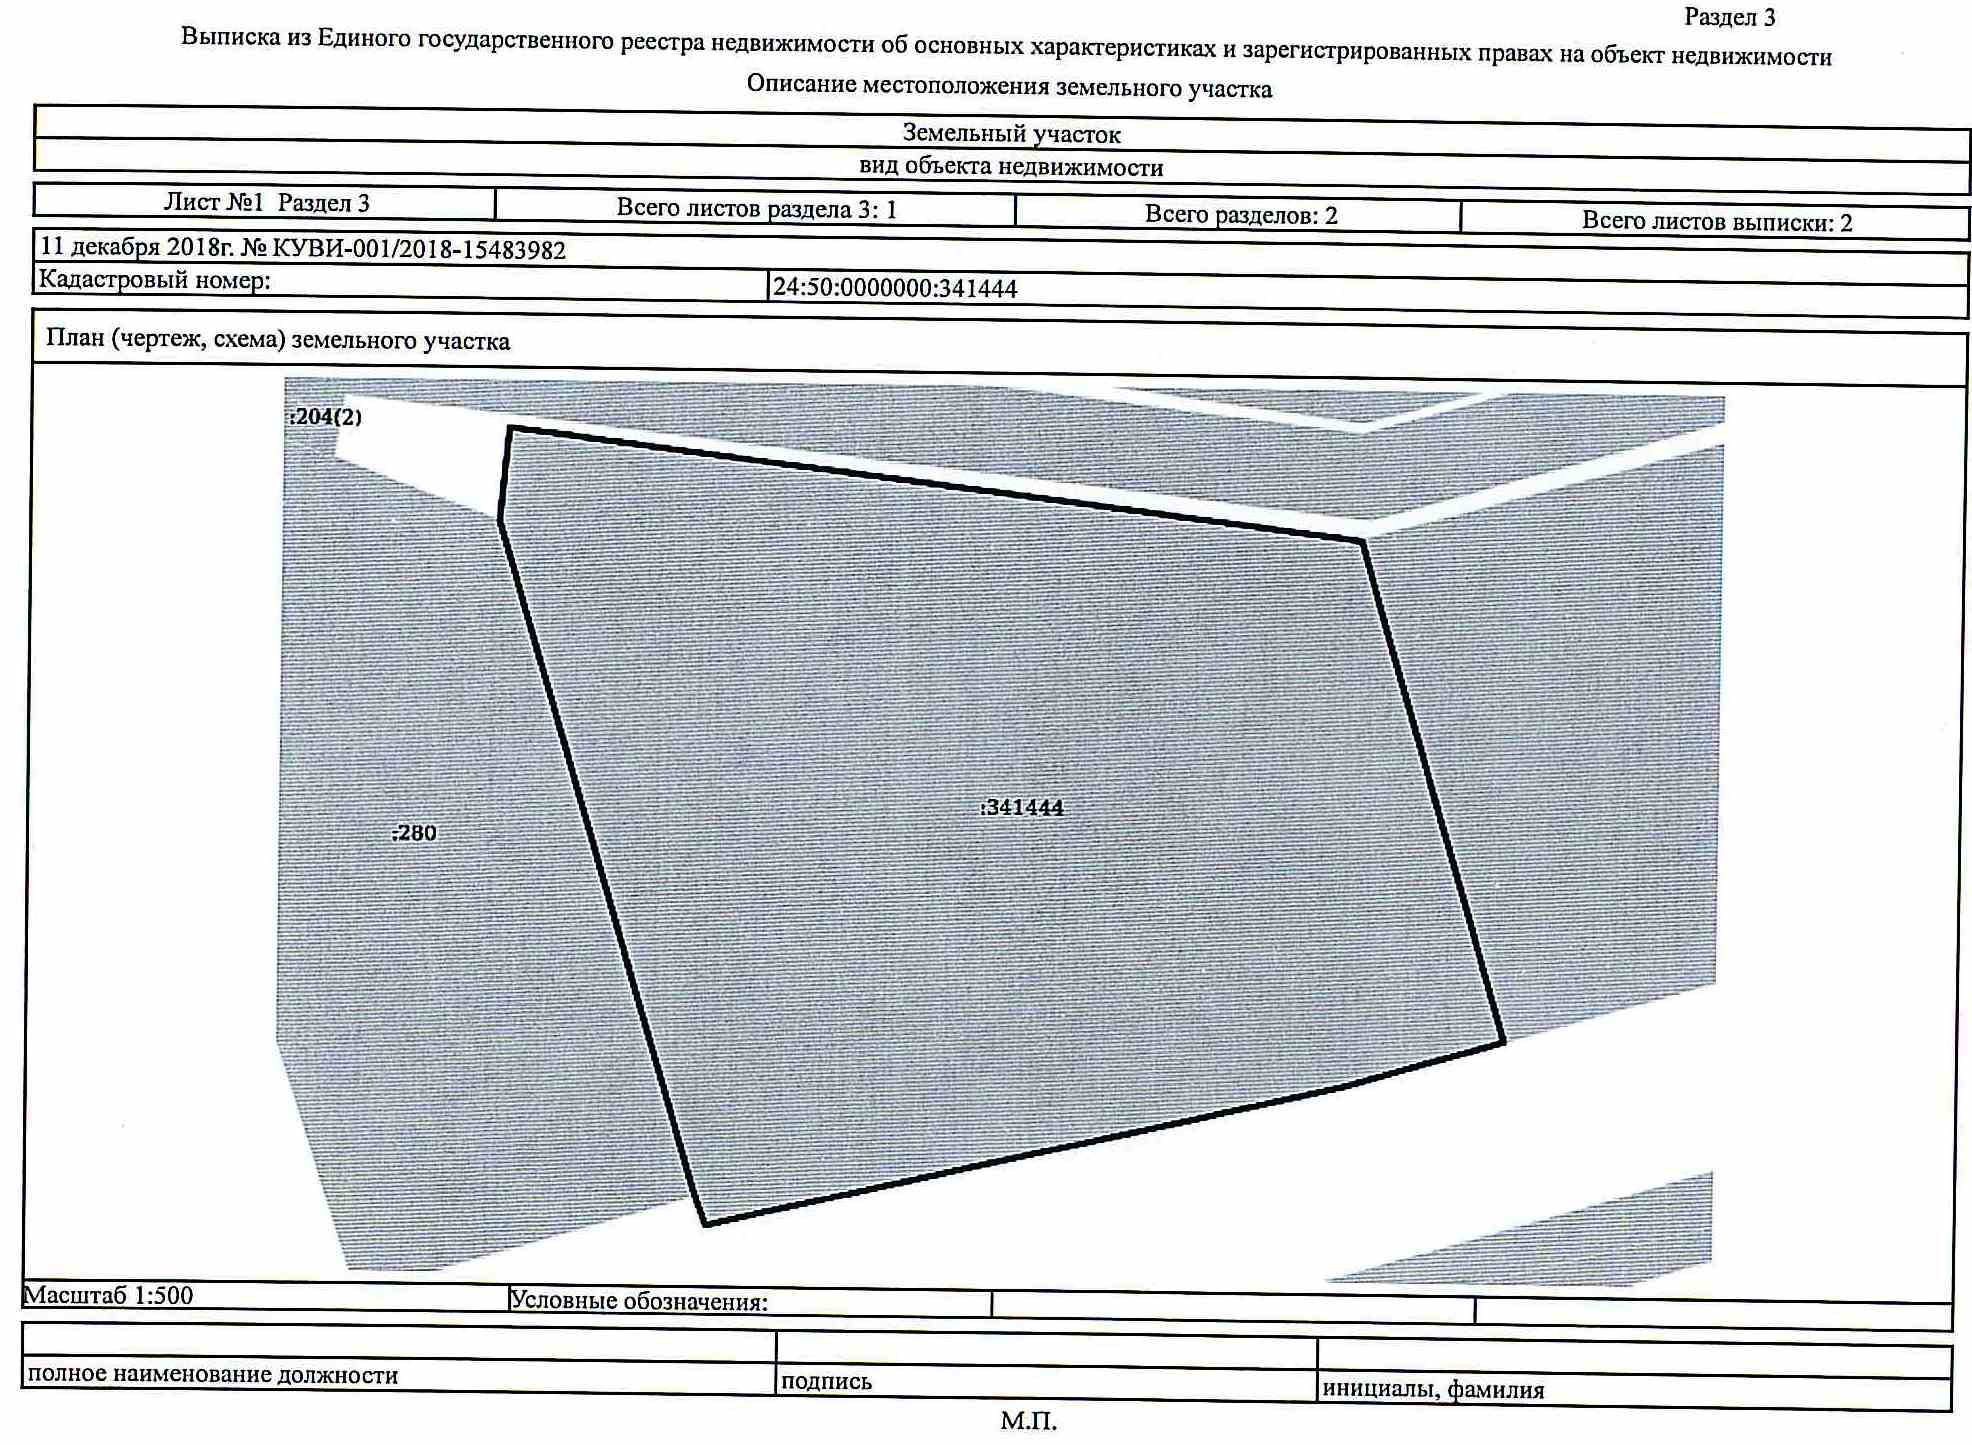 Раздел 3
Выписка из Единого государственного реестра недвижимости об основных характеристиках и зарегистрированных правах на объект недвижимости
Описание местоположения земельного участка
Земельный участок
вид объекта недвижимости
Лист №1 Раздел 3 Всего листов раздела 3: 1 Всего разделов: 2 Всего листов выписки: 2
11 декабря 2018г. № КУВИ-001/2018-15483982
Кадастровый номер: 24:50:0000000:341444
План (чертеж, схема) земельного участка
:204(2)
:341444
:280
Масштаб 1:500 Условные обозначения:
полное наименование должности подпись инициалы, фамилия
М.П.